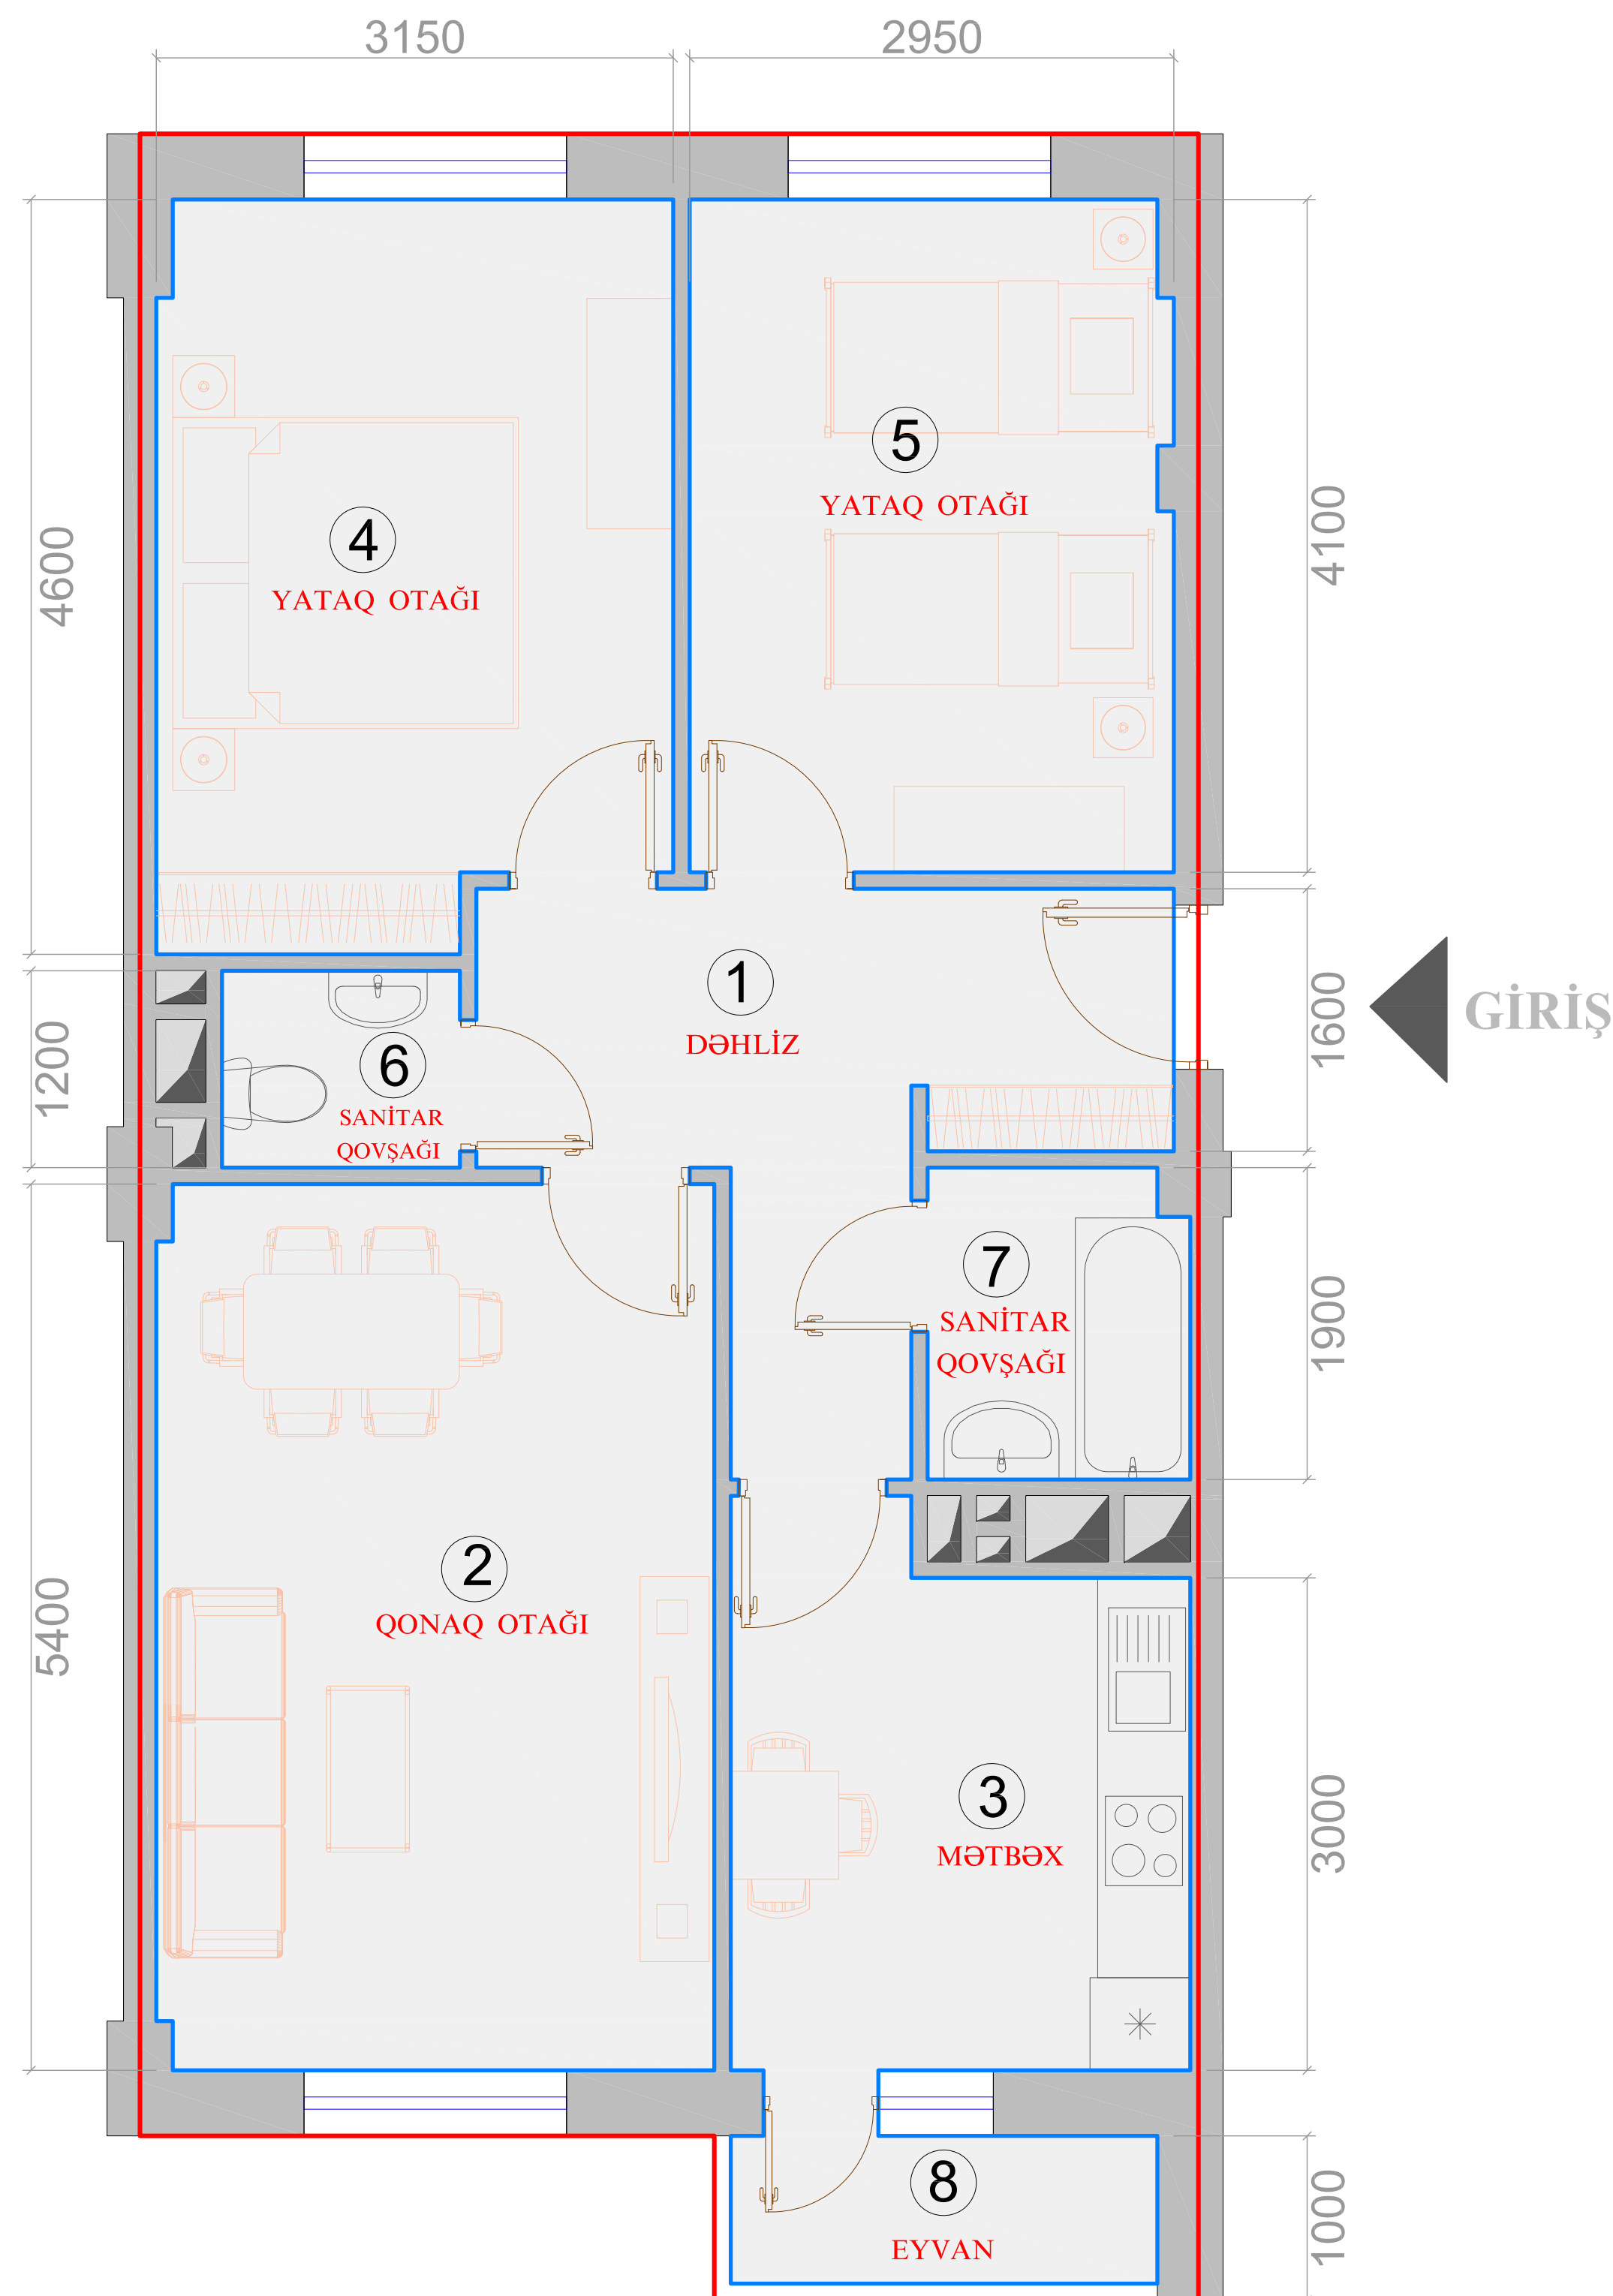 3150
2950
4600
4100
5
YATAQ OTAĞI
4
YATAQ OTAĞI
1
DƏHLİZ
1600
GİRİŞ
1200
6
SANİTAR
QOVŞAĞI
7
SANİTAR
QOVŞAĞI
1900
2
QONAQ OTAĞI
5400
3
MƏTBƏX
3000
8
EYVAN
1000